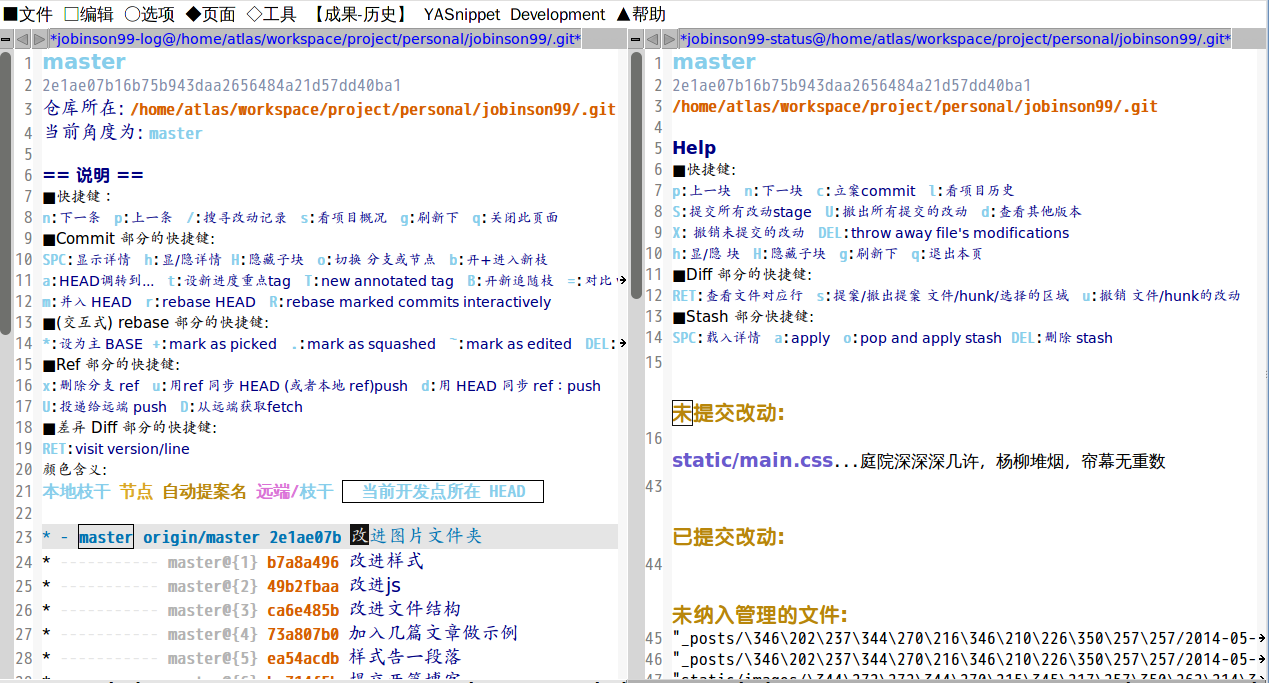 ■文件 □编辑 ○选项 ◆页面 ◇工具 【成果-历史】 YASnippet Development ▲帮助
*jobinson99-log@/home/atlas/workspace/project/personal/jobinson99/.git*
1 master
2 2e1ae07b16b75b943daa2656484a21d57dd40ba1
3 仓库所在: /home/atlas/workspace/project/personal/jobinson99/.git
4 当前角度为: master
5
6 == 说明 ==
7 ■快捷键：
8 n:下一条 p:上一条 /:搜寻改动记录 s:看项目概况 g:刷新下 q:关闭此页面
9 ■Commit 部分的快捷键:
10 SPC:显示详情 h:显/隐详情 H:隐藏子块 o:切换 分支或节点 b:开+进入新枝
11 a:HEAD调转到... t:设新进度重点tag T:new annotated tag B:开新追随枝 =:对比
12 m:并入 HEAD r:rebase HEAD R:rebase marked commits interactively
13 ■(交互式) rebase 部分的快捷键:
14 *:设为主 BASE +:mark as picked .:mark as squashed ~:mark as edited DEL:
15 ■Ref 部分的快捷键:
16 x:删除分支 ref u:用ref 同步 HEAD (或者本地 ref)push d:用 HEAD 同步 ref：push
17 U:投递给远端 push D:从远端获取fetch
18 ■差异 Diff 部分的快捷键:
19 RET:visit version/line
20 颜色含义:
21 本地枝干 节点 自动提案名 远端/枝干 当前开发点所在 HEAD
22
23 * - master origin/master 2e1ae07b 改进图片文件夹
24 * ----------- master@{1} b7a8a496 改进样式
25 * ----------- master@{2} 49b2fbaa 改进js
26 * ----------- master@{3} ca6e485b 改进文件结构
27 * ----------- master@{4} 73a807b0 加入几篇文章做示例
28 * ----------- master@{5} ea54acdb 样式告一段落
*jobinson99-status@/home/atlas/workspace/project/personal/jobinson99/.git*
1 master
2 2e1ae07b16b75b943daa2656484a21d57dd40ba1
3 /home/atlas/workspace/project/personal/jobinson99/.git
4
5 Help
6 ■快捷键:
7 p:上一块 n:下一块 c:立案commit l:看项目历史
8 S:提交所有改动stage U:撤出所有提交的改动 d:查看其他版本
9 X: 撤销未提交的改动 DEL:throw away file's modifications
10 h:显/隐 块 H:隐藏子块 g:刷新下 q:退出本页
11 ■Diff 部分的快捷键:
12 RET:查看文件对应行 s:提案/撤出提案 文件/hunk/选择的区域 u:撤销 文件/hunk的改动
13 ■Stash 部分快捷键:
14 SPC:载入详情 a:apply o:pop and apply stash DEL:删除 stash
15
未提交改动:
16
static/main.css...庭院深深深几许，杨柳堆烟，帘幕无重数
43
已提交改动:
44
未纳入管理的文件:
45 "_posts/\346\202\237\344\270\216\346\210\226\350\257\257/2014-05-
46 "_posts/\346\202\237\344\270\216\346\210\226\350\257\257/2014-05-